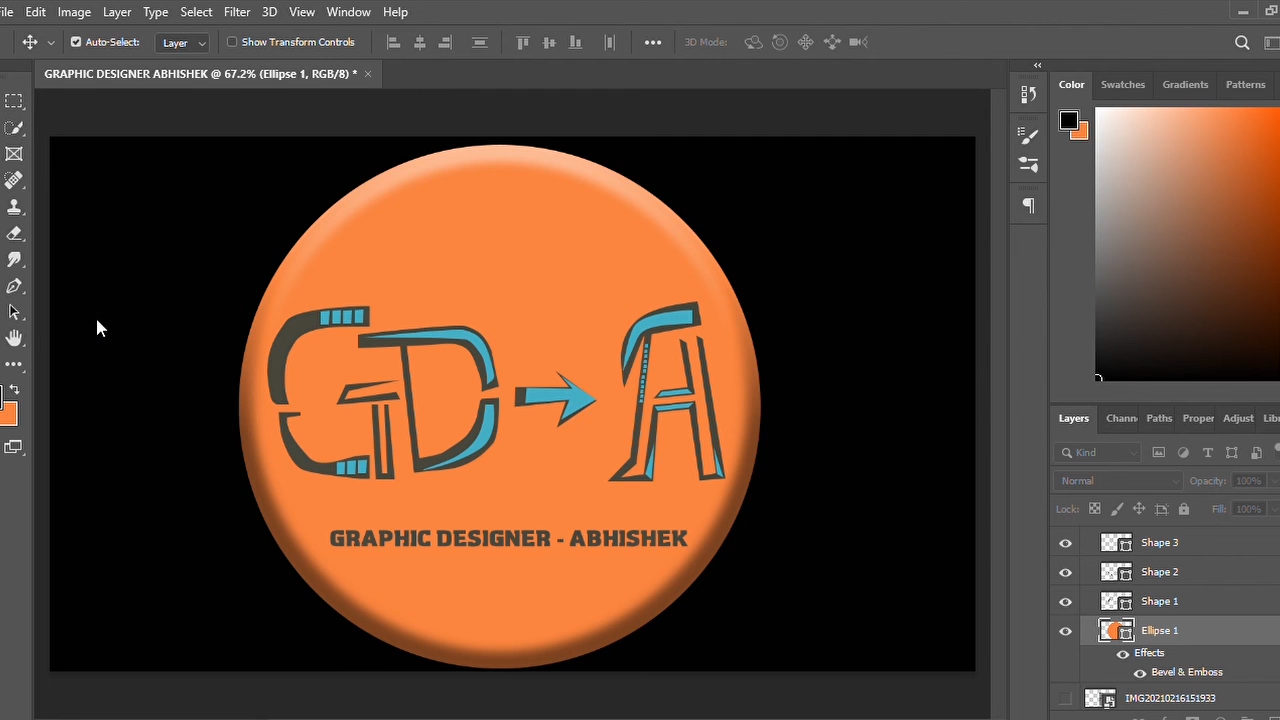 File Edit Image Layer Type Select Filter 3D View Window Help
Auto-Select: Layer Show Transform Controls 3D Mode:
GRAPHIC DESIGNER ABHISHEK @ 67.2% (Ellipse 1, RGB/8) *
Color Swatches Gradients Patterns
GD A
GRAPHIC DESIGNER - ABHISHEK
Layers Chann Paths Proper Adjust Lib
Kind
Normal Opacity: 100%
Lock: Fill: 100%
Shape 3
Shape 2
Shape 1
Ellipse 1
Effects
Bevel & Emboss
IMG20210216151933